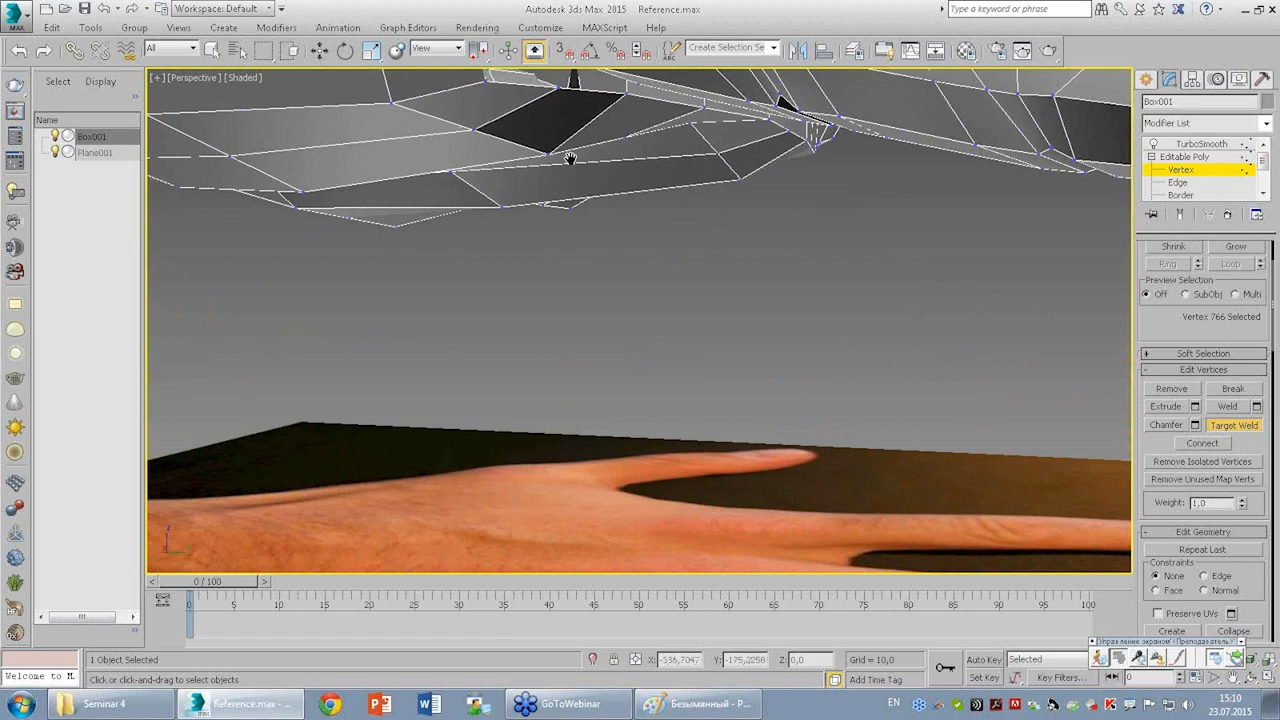 MAX
Workspace: Default
Autodesk 3ds Max 2015    Reference.max
Type a keyword or phrase
Edit Tools Group Views Create Modifiers Animation Graph Editors Rendering Customize MAXScript Help
All
View
Create Selection Se
Select Display
[+] [Perspective] [Shaded]
Name
Box001
Plane001
Box001
Modifier List
TurboSmooth
Editable Poly
Vertex
Edge
Border
Shrink Grow
Ring Loop
Preview Selection
Off SubObj Multi
Vertex 766 Selected
Soft Selection
Edit Vertices
Remove Break
Extrude Weld
Chamfer Target Weld
Connect
Remove Isolated Vertices
Remove Unused Map Verts
Weight: 1,0
Edit Geometry
Repeat Last
Constraints
None Edge
Face Normal
Preserve UVs
Create Collapse
0 / 100
0 5 10 15 20 25 30 35 40 45 50 55 60 65 70 75 80 85 90 95 100
1 Object Selected
X: -536,7047 Y: -175,0258 Z: 0,0 Grid = 10,0
Auto Key Selected
Welcome to M.
Click or click-and-drag to select objects
Add Time Tag
Set Key Key Filters...
0
Seminar 4
Reference.max - ...
GoToWebinar
Безымянный - P...
EN
15:10
23.07.2015